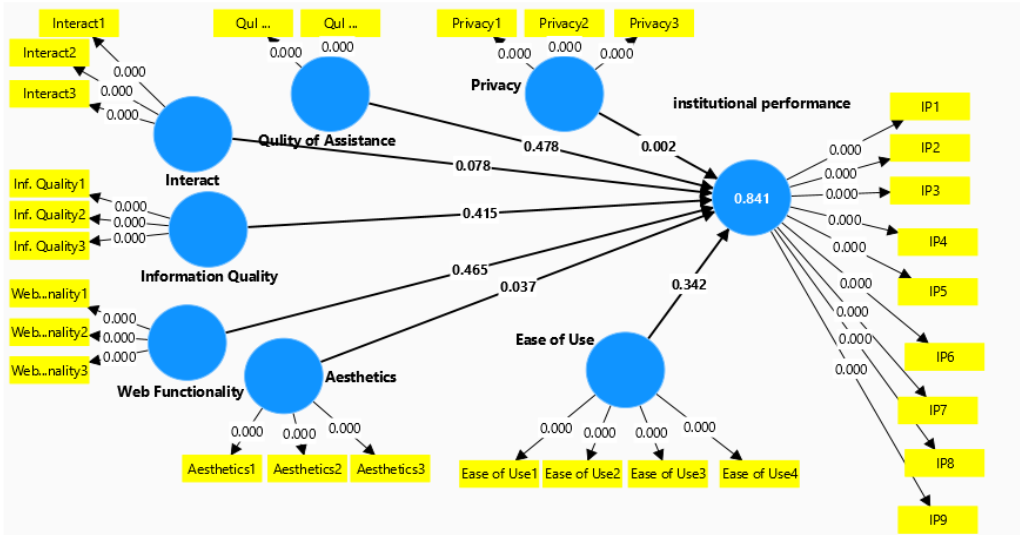 Interact1
Qul ...
Qul ...
Privacy1
Privacy2
Privacy3
Interact2
Interact3
0.000
0.000
0.000
0.000
0.000
0.000
0.000
0.000
Privacy
institutional performance
IP1
IP2
IP3
IP4
IP5
IP6
IP7
IP8
IP9
Qulity of Assistance
Interact
0.478
0.002
0.078
0.841
0.000
0.000
0.000
0.000
0.000
0.000
0.000
0.000
0.000
Inf. Quality1
Inf. Quality2
Inf. Quality3
0.000
0.000
0.000
0.415
Information Quality
0.465
0.037
0.342
Web...nality1
Web...nality2
Web...nality3
0.000
0.000
0.000
Web Functionality
Aesthetics
Ease of Use
0.000
0.000
0.000
Aesthetics1
Aesthetics2
Aesthetics3
0.000
0.000
0.000
0.000
Ease of Use1
Ease of Use2
Ease of Use3
Ease of Use4